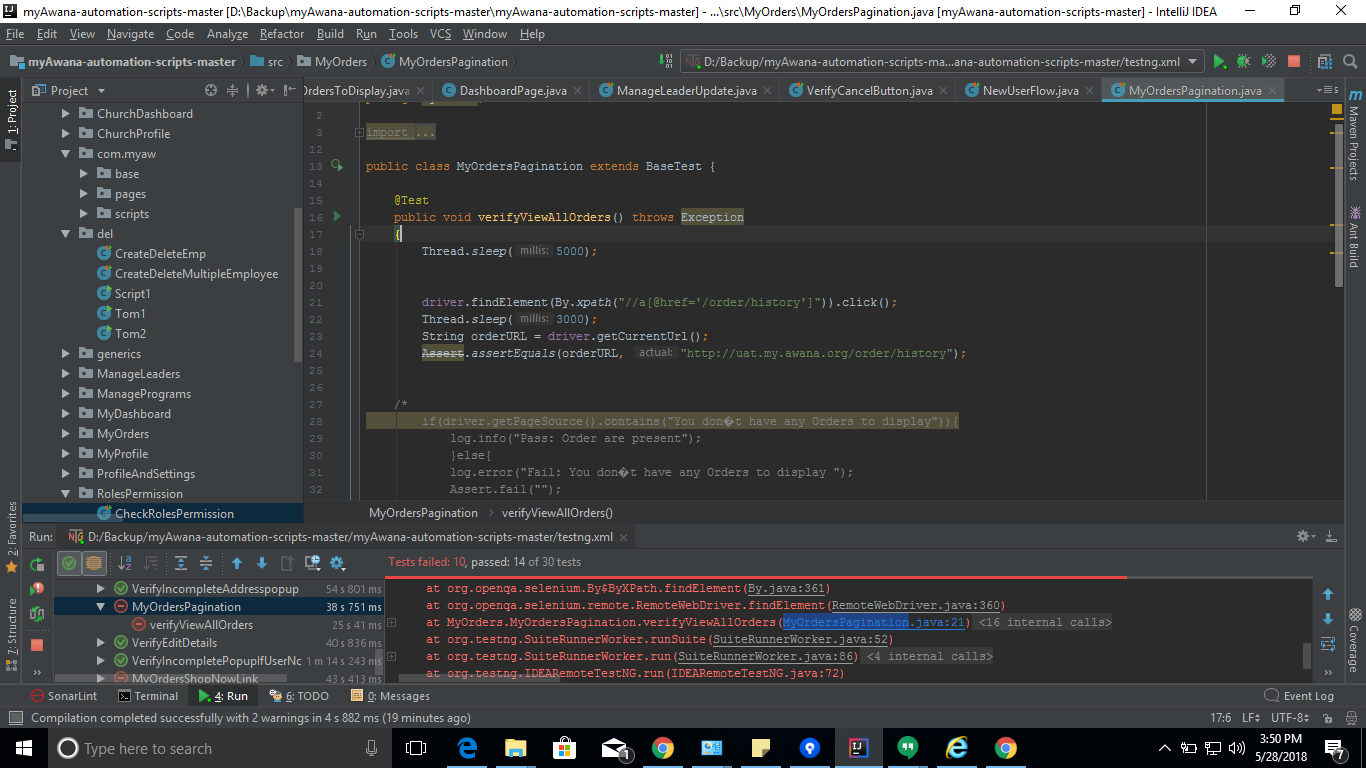 myAwana-automation-scripts-master [D:\Backup\myAwana-automation-scripts-master\myAwana-automation-scripts-master] - ...\src\MyOrders\MyOrdersPagination.java [myAwana-automation-scripts-master] - IntelliJ IDEA
File Edit View Navigate Code Analyze Refactor Build Run Tools VCS Window Help
myAwana-automation-scripts-master src MyOrders MyOrdersPagination D:/Backup/myAwana-automation-scripts-ma...ana-automation-scripts-master/testng.xml
Project OrdersToDisplay.java DashboardPage.java ManageLeaderUpdate.java VerifyCancelButton.java NewUserFlow.java MyOrdersPagination.java
1: Project
2: Favorites
7: Structure
Maven Projects
Ant Build
Coverage
ChurchDashboard
ChurchProfile
com.myaw
base
pages
scripts
del
CreateDeleteEmp
CreateDeleteMultipleEmployee
Script1
Tom1
Tom2
generics
ManageLeaders
ManagePrograms
MyDashboard
MyOrders
MyProfile
ProfileAndSettings
RolesPermission
CheckRolesPermission
2
3 import ...
12
13 public class MyOrdersPagination extends BaseTest {
14
15 @Test
16 public void verifyViewAllOrders() throws Exception
17 {
18 Thread.sleep( millis: 5000);
19
20
21 driver.findElement(By.xpath("//a[@href='/order/history']")).click();
22 Thread.sleep( millis: 3000);
23 String orderURL = driver.getCurrentUrl();
24 Assert.assertEquals(orderURL, actual: "http://uat.my.awana.org/order/history");
25
26
27 /*
28 if(driver.getPageSource().contains("You don�t have any Orders to display")){
29 log.info("Pass: Order are present");
30 }else{
31 log.error("Fail: You don�t have any Orders to display ");
32 Assert.fail("");
MyOrdersPagination verifyViewAllOrders()
Run: D:/Backup/myAwana-automation-scripts-master/myAwana-automation-scripts-master/testng.xml
Tests failed: 10, passed: 14 of 30 tests
VerifyIncompleteAddresspopup 54 s 801 ms
MyOrdersPagination 38 s 751 ms
verifyViewAllOrders 25 s 41 ms
VerifyEditDetails 40 s 836 ms
VerifyIncompletePopupIfUserNc 1 m 14 s 243 ms
MyOrdersShopNowLink 43 s 413 ms
at org.openqa.selenium.By$ByXPath.findElement(By.java:361)
at org.openqa.selenium.remote.RemoteWebDriver.findElement(RemoteWebDriver.java:360)
at MyOrders.MyOrdersPagination.verifyViewAllOrders(MyOrdersPagination.java:21) <16 internal calls>
at org.testng.SuiteRunnerWorker.runSuite(SuiteRunnerWorker.java:52)
at org.testng.SuiteRunnerWorker.run(SuiteRunnerWorker.java:86) <4 internal calls>
at org.testng.IDEARemoteTestNG.run(IDEARemoteTestNG.java:72)
SonarLint Terminal 4: Run 6: TODO 0: Messages Event Log
Compilation completed successfully with 2 warnings in 4 s 882 ms (19 minutes ago) 17:6 LF UTF-8
Type here to search
1
3:50 PM
5/28/2018
7